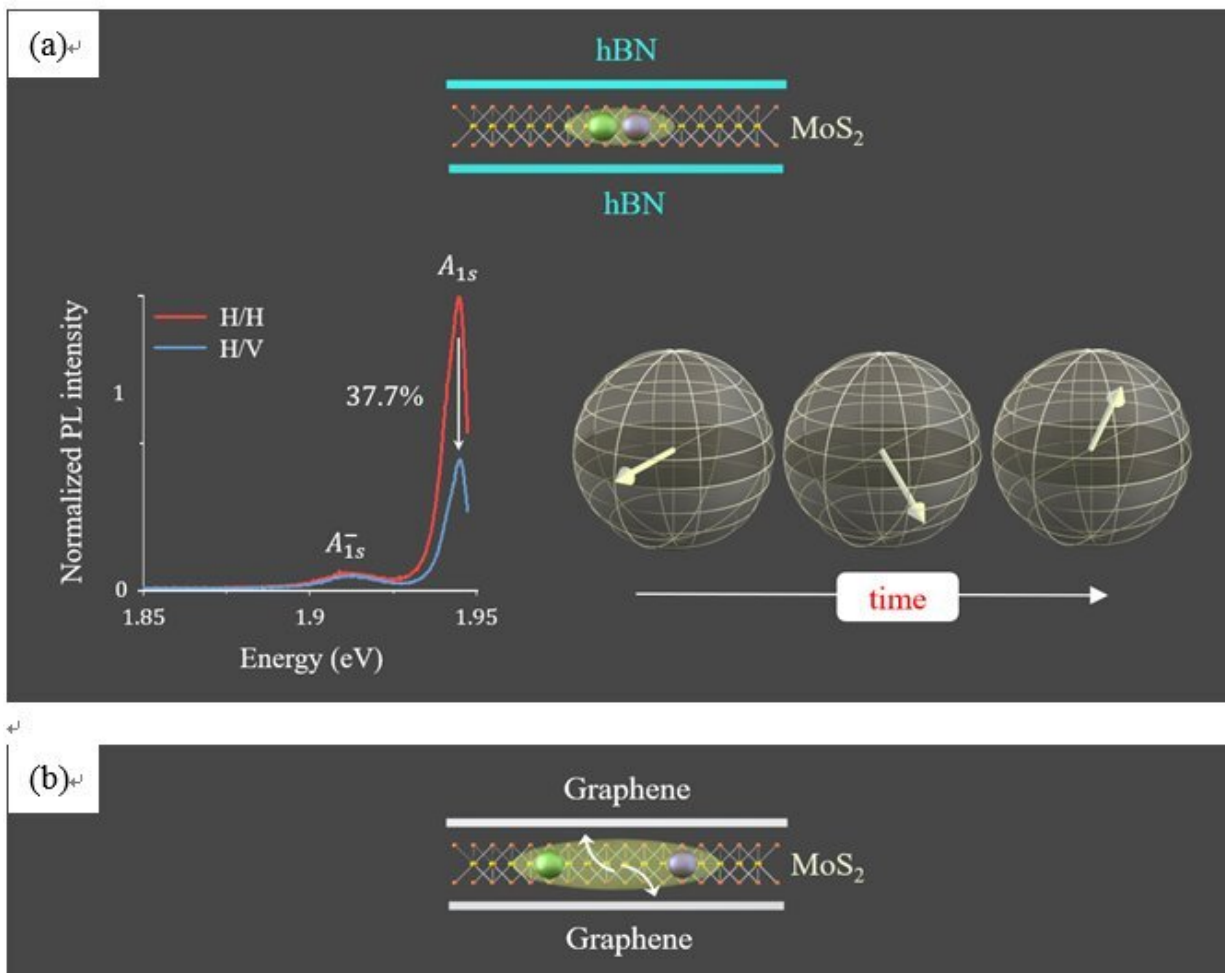 (a)↵
hBN
MoS₂
hBN
A₁ₛ
H/H
H/V
37.7%
A₁ₛ⁻
Normalized PL intensity
1
0
1.85 1.9 1.95
Energy (eV)
time
↵
(b)↵
Graphene
MoS₂
Graphene